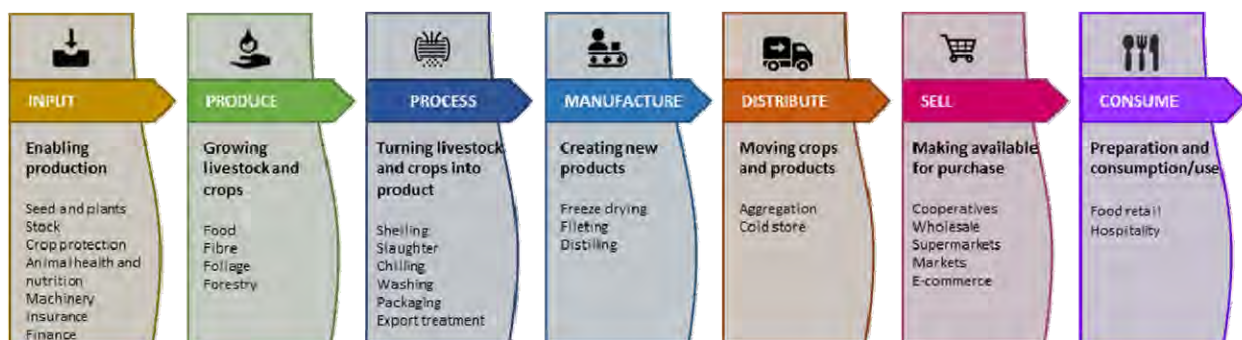 INPUT
Enabling
production
Seed and plants
Stock
Crop protection
Animal health and
nutrition
Machinery
Insurance
Finance
PRODUCE
Growing
livestock and
crops
Food
Fibre
Foliage
Forestry
PROCESS
Turning livestock
and crops into
product
Shelling
Slaughter
Chilling
Washing
Packaging
Export treatment
MANUFACTURE
Creating new
products
Freeze drying
Fileting
Distilling
DISTRIBUTE
Moving crops
and products
Aggregation
Cold store
SELL
Making available
for purchase
Cooperatives
Wholesale
Supermarkets
Markets
E-commerce
CONSUME
Preparation and
consumption/use
Food retail
Hospitality